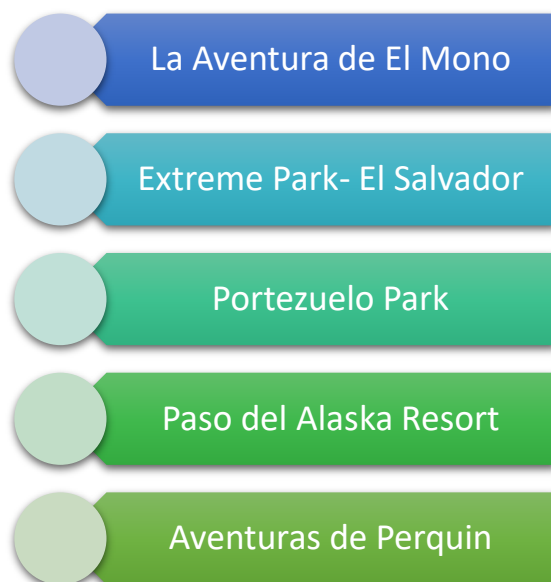 La Aventura de El Mono
Extreme Park- El Salvador
Portezuelo Park
Paso del Alaska Resort
Aventuras de Perquin